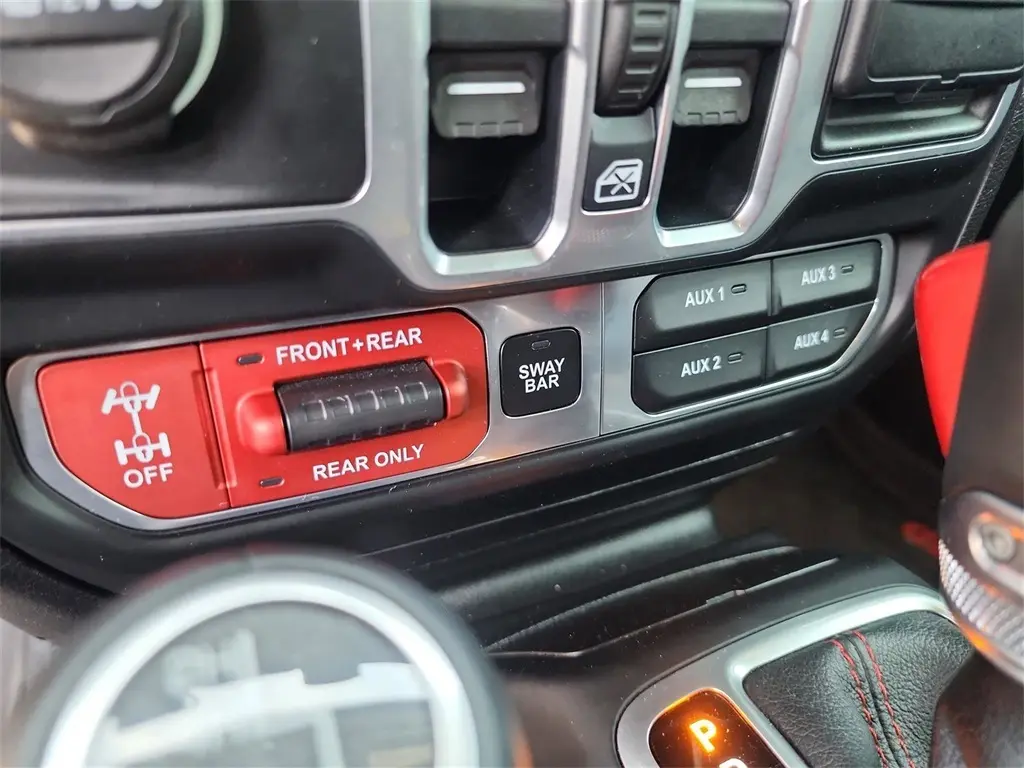 FRONT+REAR
OFF
REAR ONLY
SWAY
BAR
AUX 1
AUX 3
AUX 2
AUX 4
P